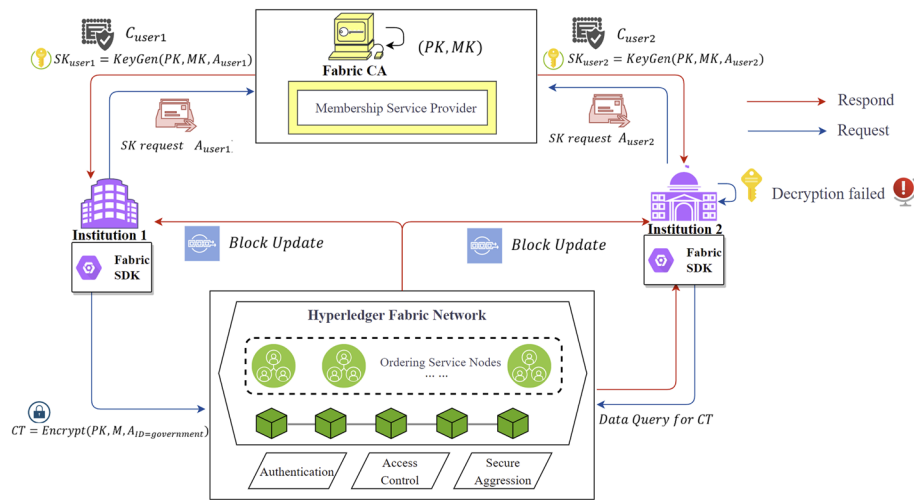 C_user1
SK_user1 = KeyGen(PK, MK, A_user1)
(PK, MK)
Fabric CA
Membership Service Provider
C_user2
SK_user2 = KeyGen(PK, MK, A_user2)
SK request A_user1
SK request A_user2
Respond
Request
Decryption failed
Institution 1
Fabric
SDK
Block Update
Block Update
Institution 2
Fabric
SDK
Hyperledger Fabric Network
Ordering Service Nodes
... ...
CT = Encrypt(PK, M, A_ID=government)
Data Query for CT
Authentication
Access
Control
Secure
Aggression